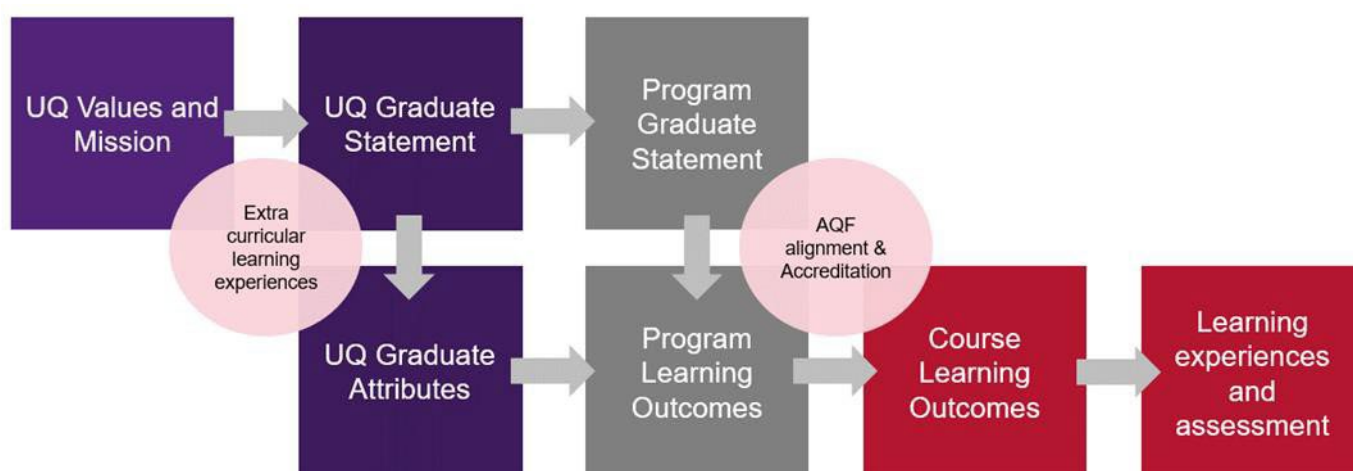 UQ Values and
Mission
UQ Graduate
Statement
Program
Graduate
Statement
Extra
curricular
learning
experiences
AQF
alignment &
Accreditation
UQ Graduate
Attributes
Program
Learning
Outcomes
Course
Learning
Outcomes
Learning
experiences
and
assessment